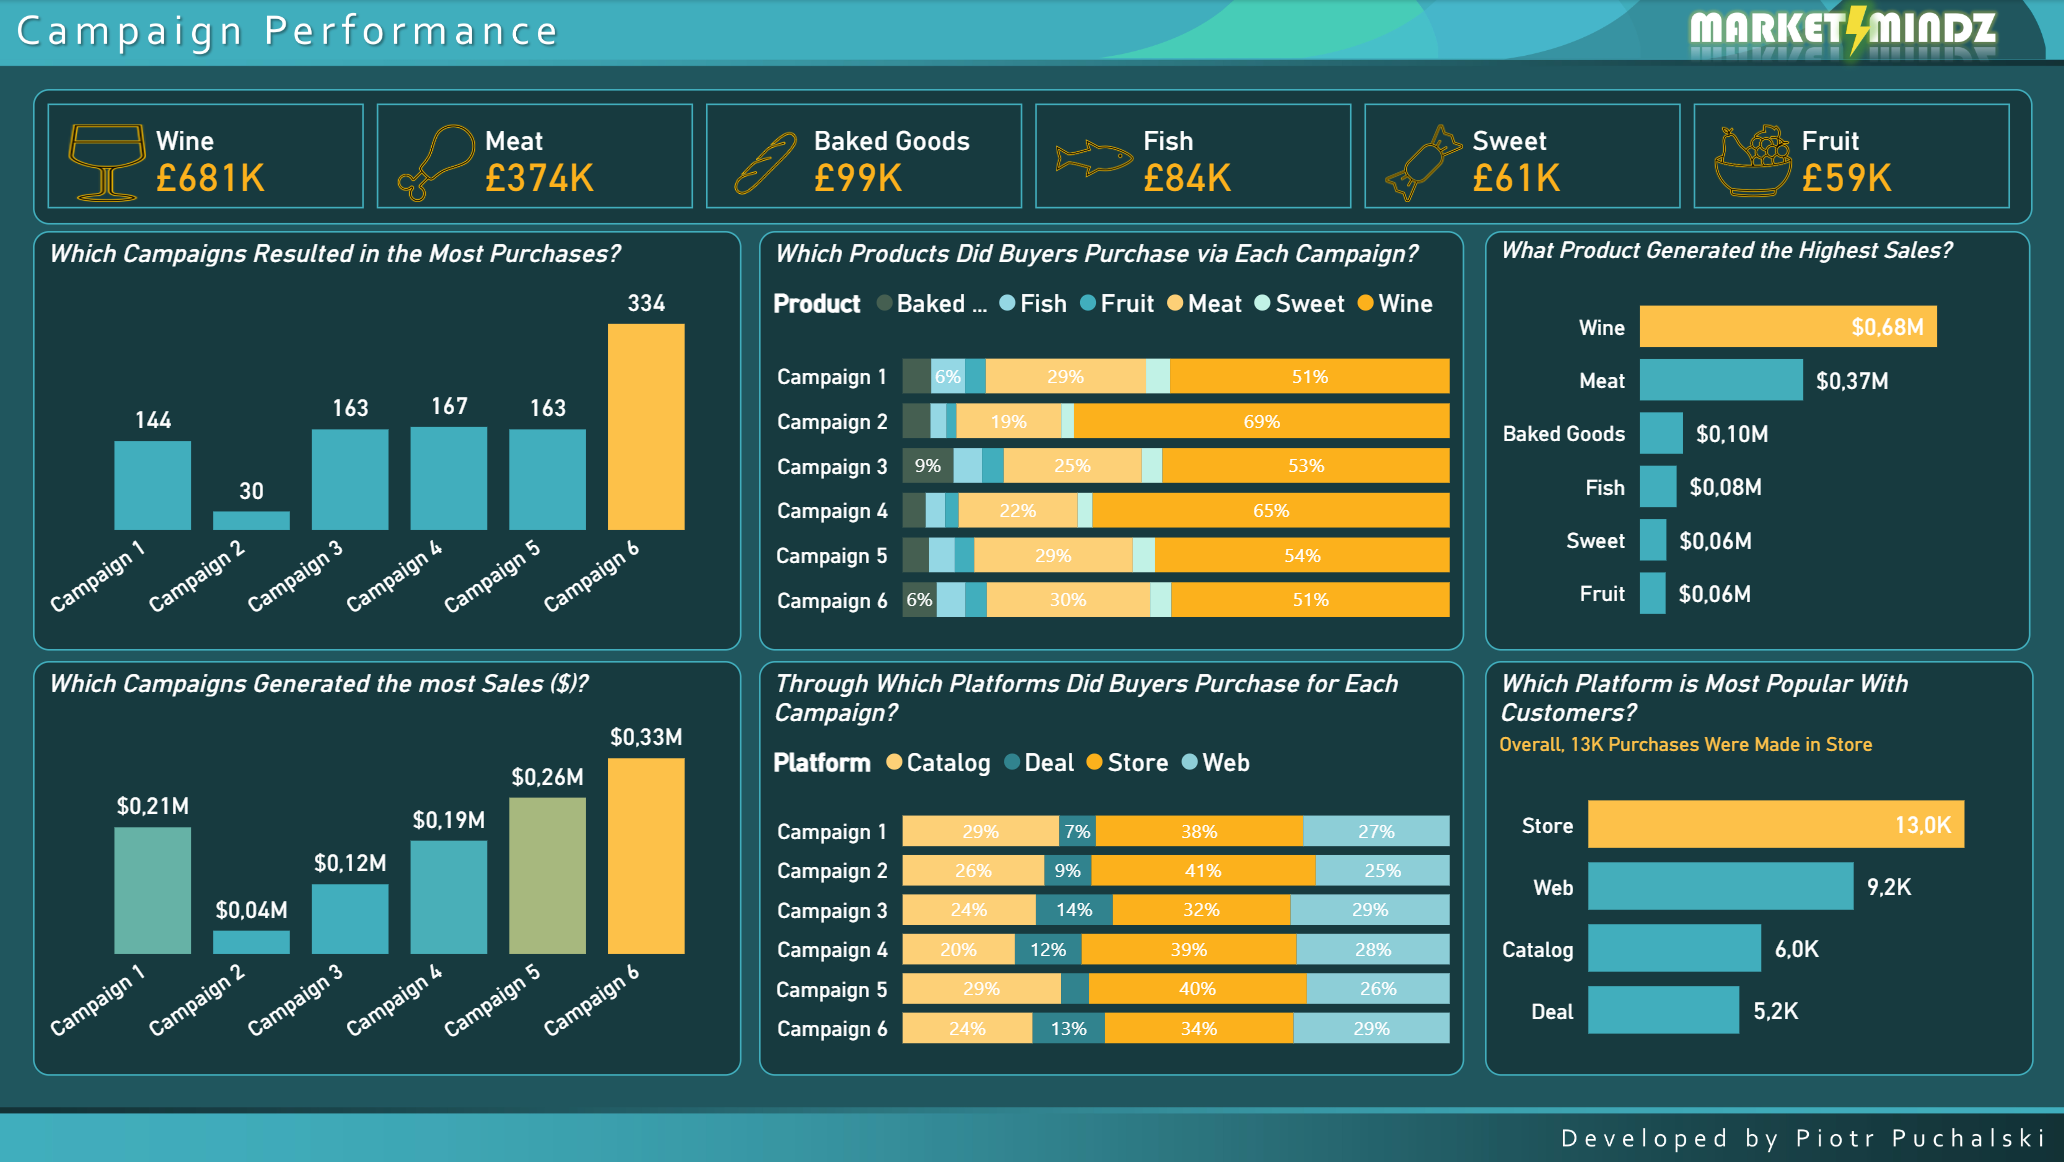 Campaign Performance
MARKET MINDZ
Wine
£681K
Meat
£374K
Baked Goods
£99K
Fish
£84K
Sweet
£61K
Fruit
£59K
Which Campaigns Resulted in the Most Purchases?
144
30
163
167
163
334
Campaign 1
Campaign 2
Campaign 3
Campaign 4
Campaign 5
Campaign 6
Which Products Did Buyers Purchase via Each Campaign?
Product Baked ... Fish Fruit Meat Sweet Wine
Campaign 1 6% 29% 51%
Campaign 2 19% 69%
Campaign 3 9% 25% 53%
Campaign 4 22% 65%
Campaign 5 29% 54%
Campaign 6 6% 30% 51%
What Product Generated the Highest Sales?
Wine $0,68M
Meat $0,37M
Baked Goods $0,10M
Fish $0,08M
Sweet $0,06M
Fruit $0,06M
Which Campaigns Generated the most Sales ($)?
$0,21M
$0,04M
$0,12M
$0,19M
$0,26M
$0,33M
Campaign 1
Campaign 2
Campaign 3
Campaign 4
Campaign 5
Campaign 6
Through Which Platforms Did Buyers Purchase for Each
Campaign?
Platform Catalog Deal Store Web
Campaign 1 29% 7% 38% 27%
Campaign 2 26% 9% 41% 25%
Campaign 3 24% 14% 32% 29%
Campaign 4 20% 12% 39% 28%
Campaign 5 29% 40% 26%
Campaign 6 24% 13% 34% 29%
Which Platform is Most Popular With
Customers?
Overall, 13K Purchases Were Made in Store
Store 13,0K
Web 9,2K
Catalog 6,0K
Deal 5,2K
Developed by Piotr Puchalski